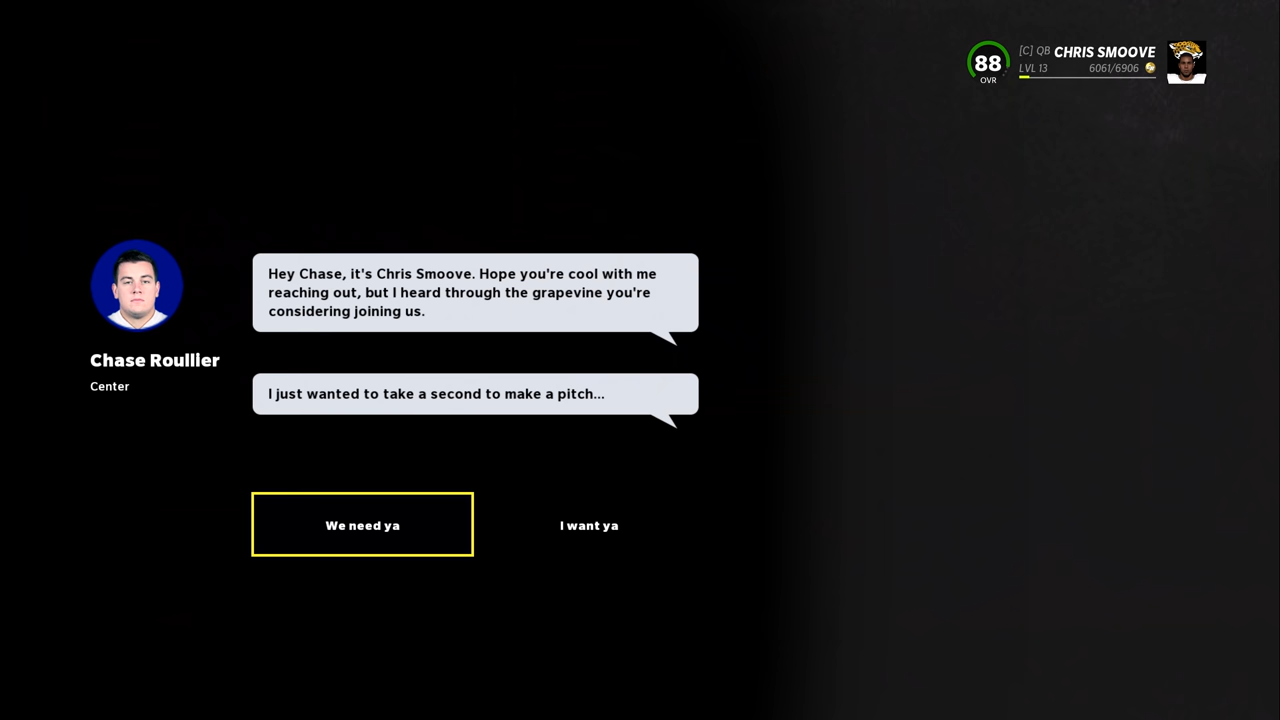 88
OVR
[C] QB CHRIS SMOOVE
LVL 13 6061/6906
Hey Chase, it's Chris Smoove. Hope you're cool with me
reaching out, but I heard through the grapevine you're
considering joining us.
Chase Roullier
Center
I just wanted to take a second to make a pitch...
We need ya
I want ya